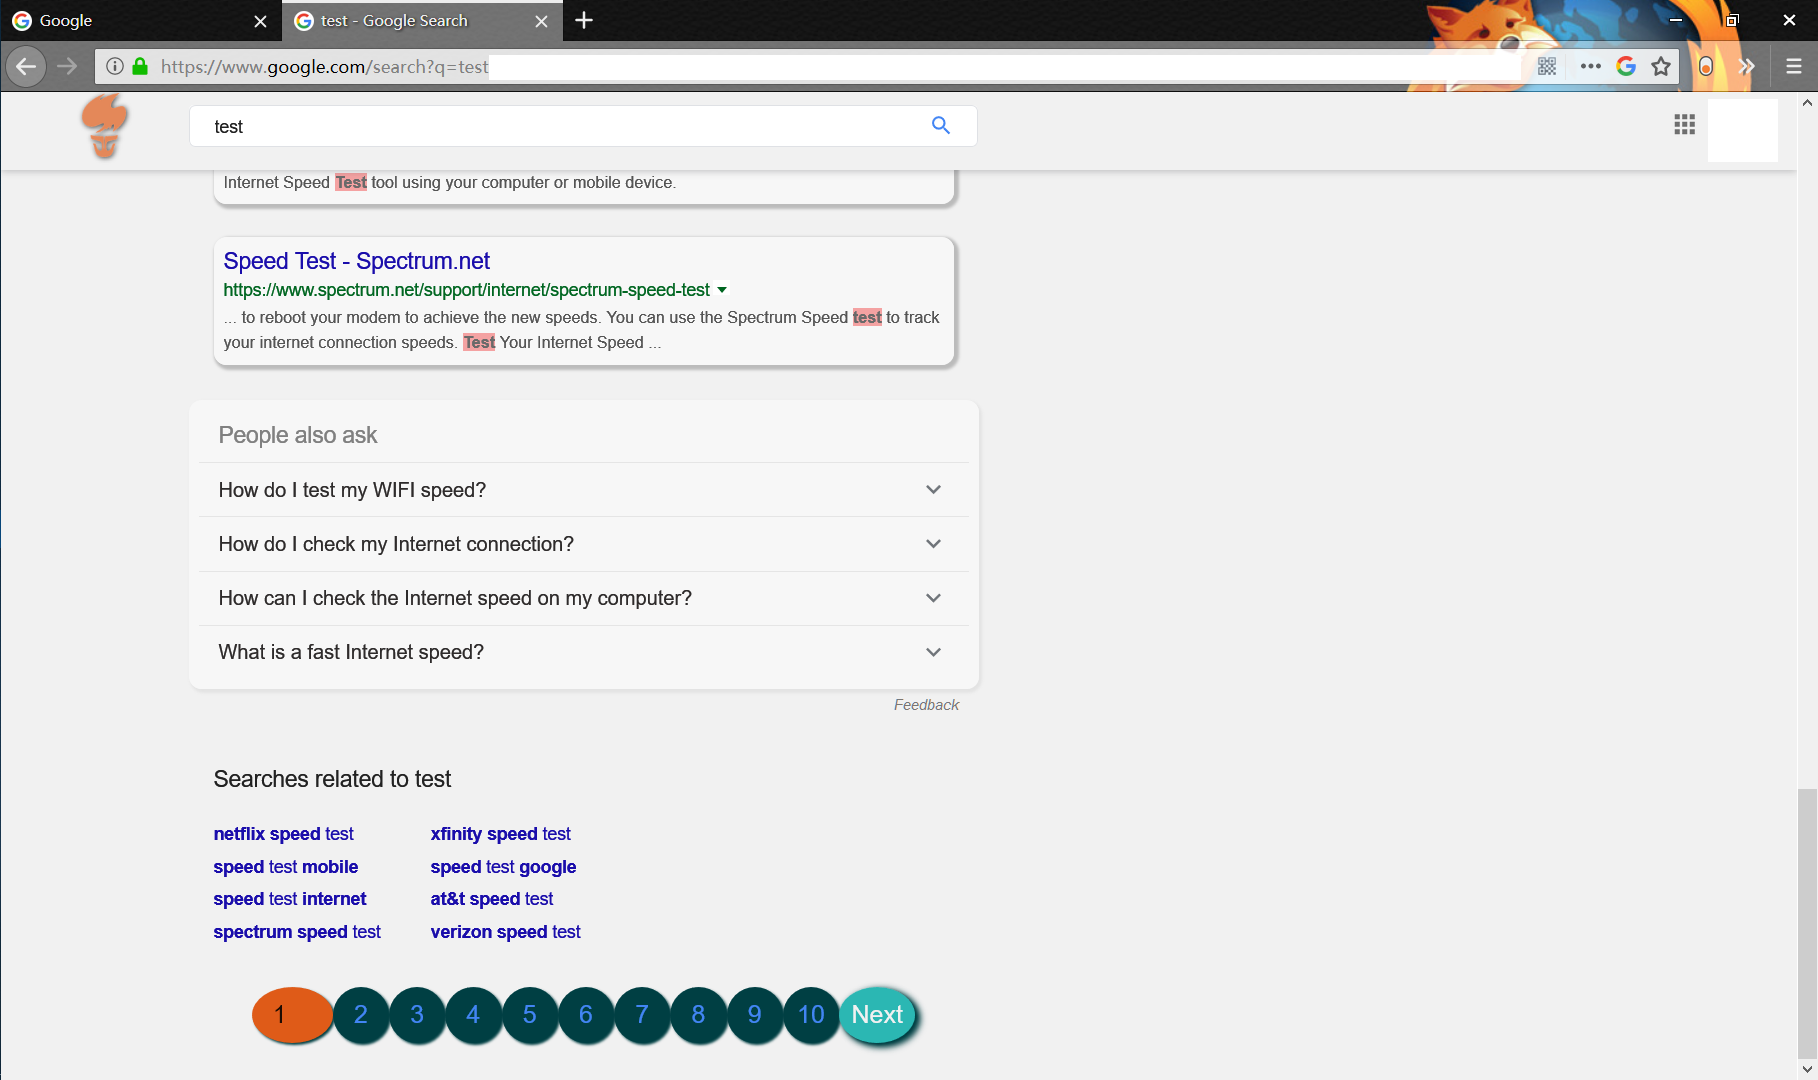 Google
test - Google Search
https://www.google.com/search?q=test
test
Internet Speed Test tool using your computer or mobile device.
Speed Test - Spectrum.net
https://www.spectrum.net/support/internet/spectrum-speed-test
... to reboot your modem to achieve the new speeds. You can use the Spectrum Speed test to track
your internet connection speeds. Test Your Internet Speed ...
People also ask
How do I test my WIFI speed?
How do I check my Internet connection?
How can I check the Internet speed on my computer?
What is a fast Internet speed?
Feedback
Searches related to test
netflix speed test
xfinity speed test
speed test mobile
speed test google
speed test internet
at&t speed test
spectrum speed test
verizon speed test
1 2 3 4 5 6 7 8 9 10 Next